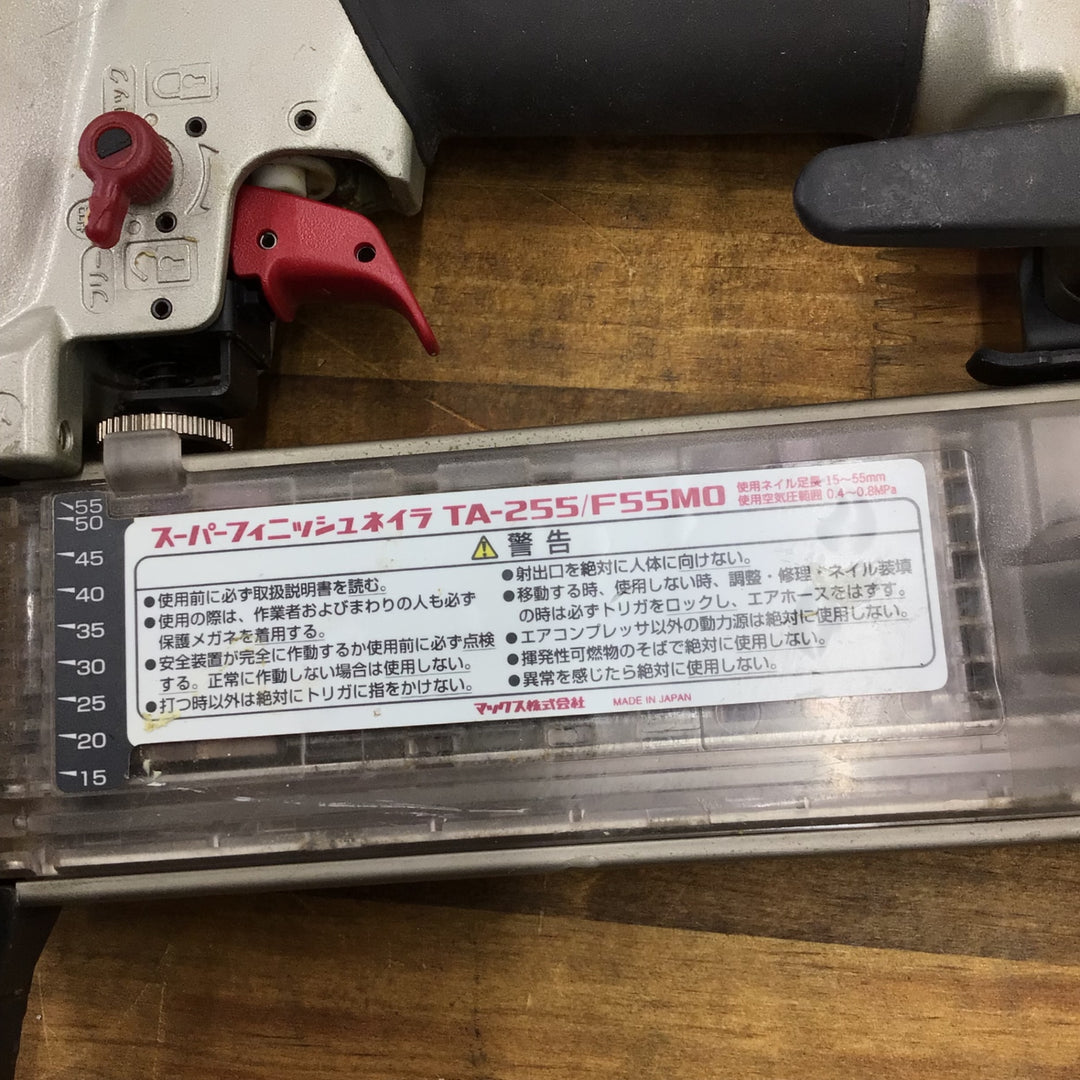 スーパーフィニッシュネイラ TA-255/F55MO
使用ネイル足長 15〜55mm
使用空気圧範囲 0.4〜0.8MPa
警告
●使用前に必ず取扱説明書を読む。
●使用の際は、作業者およびまわりの人も必ず
保護メガネを着用する。
●安全装置が完全に作動するか使用前に必ず点検
する。正常に作動しない場合は使用しない。
●打つ時以外は絶対にトリガに指をかけない。
●射出口を絶対に人体に向けない。
●移動する時、使用しない時、調整・修理・ネイル装填
の時は必ずトリガをロックし、エアホースをはずす。
●エアコンプレッサ以外の動力源は絶対に使用しない。
●揮発性可燃物のそばで絶対に使用しない。
●異常を感じたら絶対に使用しない。
マックス株式会社 MADE IN JAPAN
55
50
45
40
35
30
25
20
15